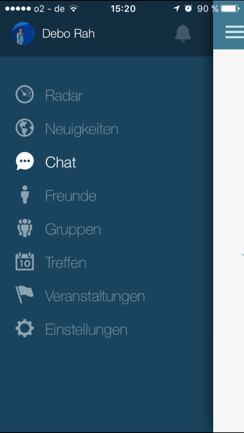 o2 - de 15:20 90 %
Debo Rah
Radar
Neuigkeiten
Chat
Freunde
Gruppen
10 Treffen
Veranstaltungen
Einstellungen